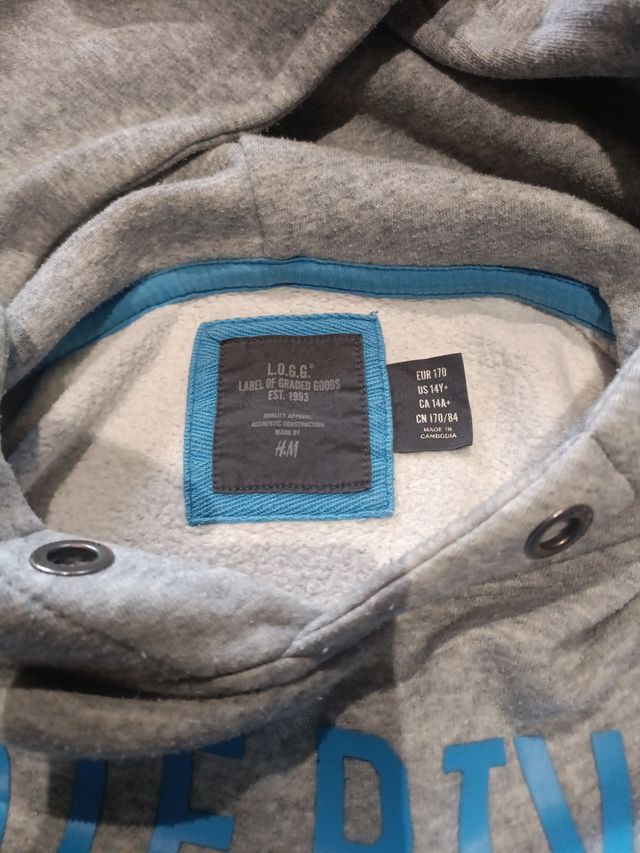 L.O.G.G.®
LABEL OF GRADED GOODS
EST. 1993
QUALITY APPAREL
AUTHENTIC CONSTRUCTION
MADE BY
H&M
EUR 170
US 14Y+
CA 14A+
CN 170/84
MADE IN
CAMBODIA